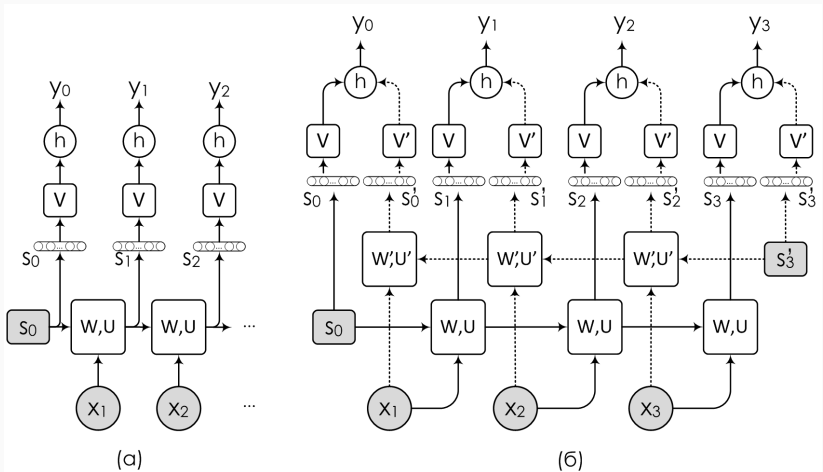 y0 y1 y2 y3
h h h h
y0 y1 y2
V V' V V' V V' V V'
h h h
... ... ... ... ... ... ... ...
s0 s'0 s1 s'1 s2 s'2 s3 s'3
V V V
... ... ...
s0 s1 s2
W',U' W',U' W',U' s'3
s0 W,U W,U ...
s0 W,U W,U W,U
x1 x2 ...
x1 x2 x3
(а) (б)